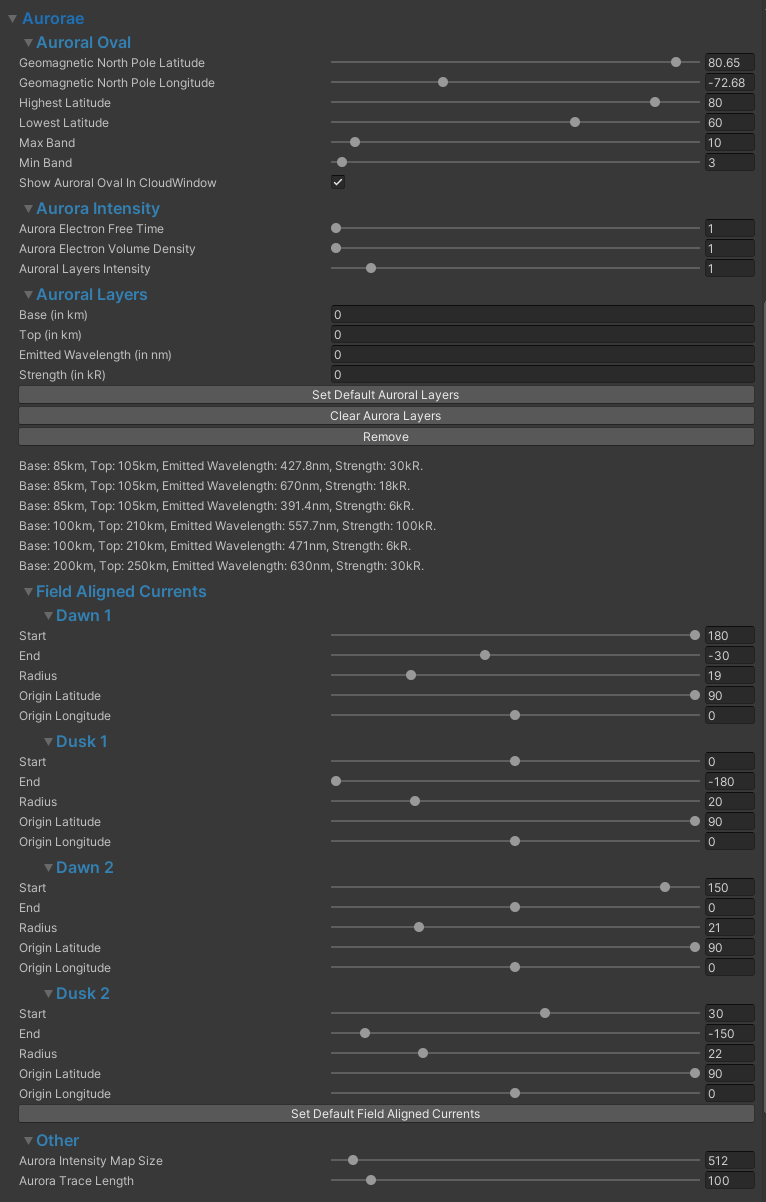 Aurorae
Auroral Oval
Geomagnetic North Pole Latitude 80.65
Geomagnetic North Pole Longitude -72.68
Highest Latitude 80
Lowest Latitude 60
Max Band 10
Min Band 3
Show Auroral Oval In CloudWindow
Aurora Intensity
Aurora Electron Free Time 1
Aurora Electron Volume Density 1
Auroral Layers Intensity 1
Auroral Layers
Base (in km) 0
Top (in km) 0
Emitted Wavelength (in nm) 0
Strength (in kR) 0
Set Default Auroral Layers
Clear Aurora Layers
Remove
Base: 85km, Top: 105km, Emitted Wavelength: 427.8nm, Strength: 30kR.
Base: 85km, Top: 105km, Emitted Wavelength: 670nm, Strength: 18kR.
Base: 85km, Top: 105km, Emitted Wavelength: 391.4nm, Strength: 6kR.
Base: 100km, Top: 210km, Emitted Wavelength: 557.7nm, Strength: 100kR.
Base: 100km, Top: 210km, Emitted Wavelength: 471nm, Strength: 6kR.
Base: 200km, Top: 250km, Emitted Wavelength: 630nm, Strength: 30kR.
Field Aligned Currents
Dawn 1
Start 180
End -30
Radius 19
Origin Latitude 90
Origin Longitude 0
Dusk 1
Start 0
End -180
Radius 20
Origin Latitude 90
Origin Longitude 0
Dawn 2
Start 150
End 0
Radius 21
Origin Latitude 90
Origin Longitude 0
Dusk 2
Start 30
End -150
Radius 22
Origin Latitude 90
Origin Longitude 0
Set Default Field Aligned Currents
Other
Aurora Intensity Map Size 512
Aurora Trace Length 100